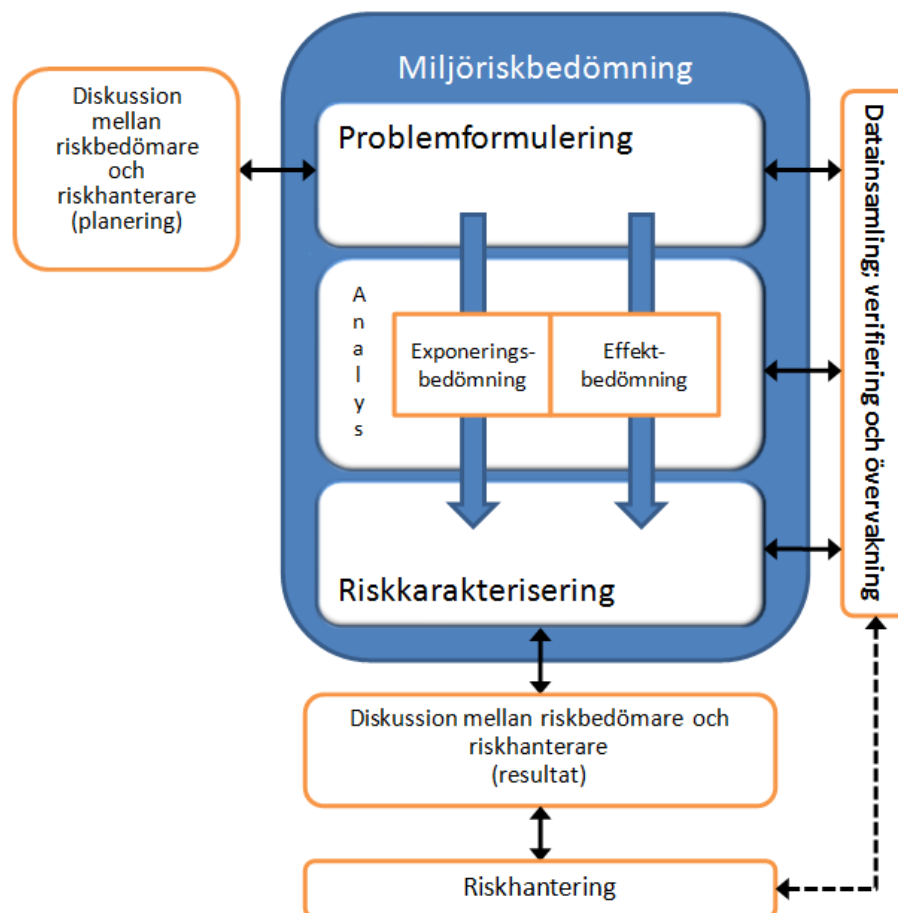 Miljöriskbedömning
Diskussion
mellan
riskbedömare
och
riskhanterare
(planering)
Problemformulering
Analys
Exponerings-
bedömning
Effekt-
bedömning
Riskkarakterisering
Datainsamling; verifiering och övervakning
Diskussion mellan riskbedömare och
riskhanterare
(resultat)
Riskhantering